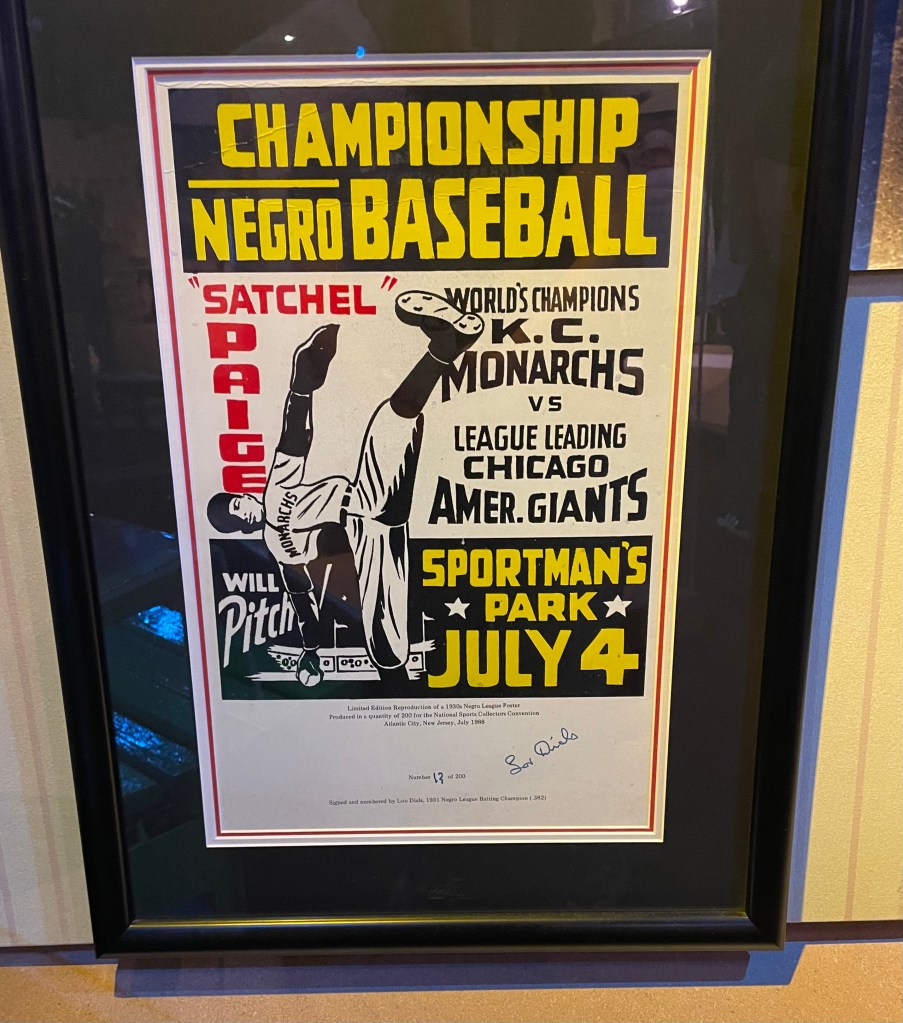 CHAMPIONSHIP
NEGRO BASEBALL
"SATCHEL"
PAIGE
WORLD'S CHAMPIONS
K.C.
MONARCHS
VS
LEAGUE LEADING
CHICAGO
AMER. GIANTS
MONARCHS
WILL
Pitch
SPORTMAN'S
PARK
JULY 4
Limited Edition Reproduction of a 1930s Negro League Poster
Produced in a quantity of 200 for the National Sports Collectors Convention
Atlantic City, New Jersey, July 1988
Lou Dials
Number of 200
Signed and numbered by Lou Dials, 1931 Negro League Batting Champion (.382)